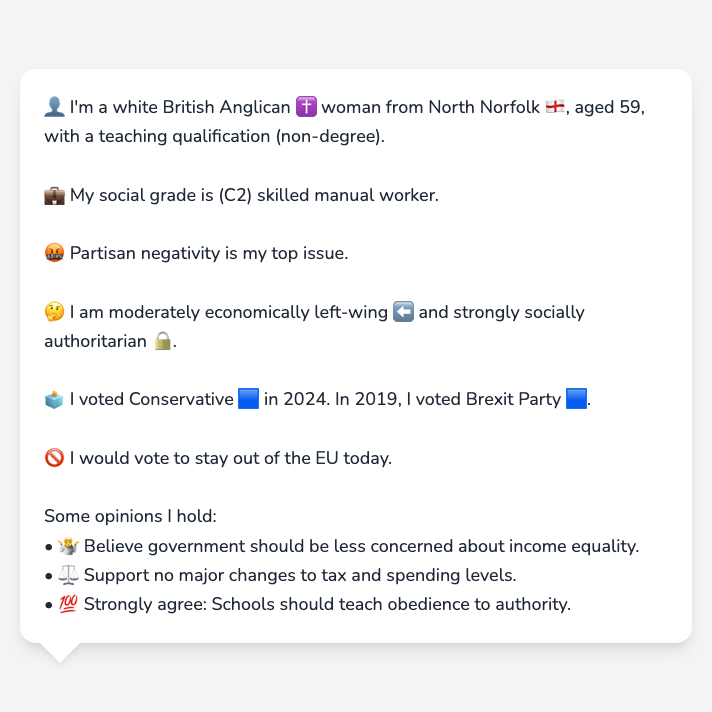 👤 I'm a white British Anglican ✝️ woman from North Norfolk 🏴󠁧󠁢󠁥󠁮󠁧󠁿, aged 59,
with a teaching qualification (non-degree).
💼 My social grade is (C2) skilled manual worker.
🤬 Partisan negativity is my top issue.
🤔 I am moderately economically left-wing ⬅️ and strongly socially
authoritarian 🔒.
🗳️ I voted Conservative 🟦 in 2024. In 2019, I voted Brexit Party 🟦.
🚫 I would vote to stay out of the EU today.
Some opinions I hold:
• 🤷‍♀️ Believe government should be less concerned about income equality.
• ⚖️ Support no major changes to tax and spending levels.
• 💯 Strongly agree: Schools should teach obedience to authority.